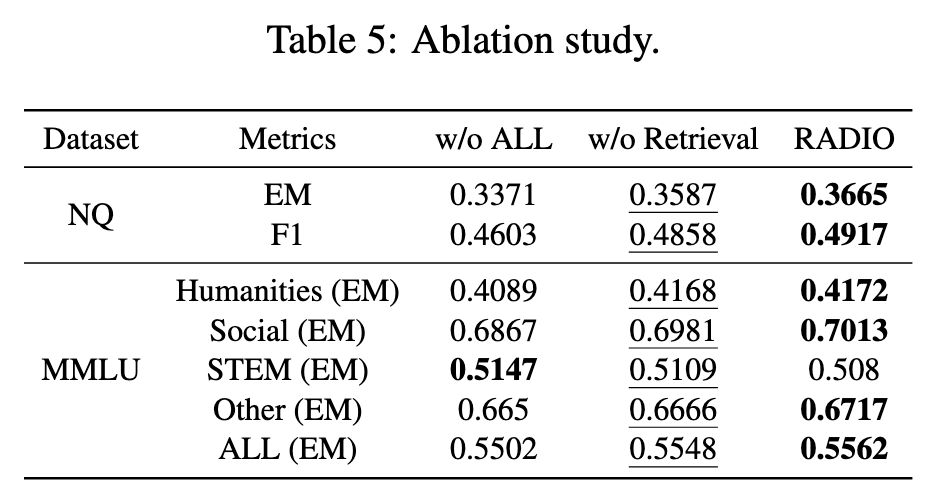 Table 5: Ablation study.
Dataset Metrics w/o ALL w/o Retrieval RADIO
NQ EM 0.3371 0.3587 0.3665
F1 0.4603 0.4858 0.4917
MMLU Humanities (EM) 0.4089 0.4168 0.4172
Social (EM) 0.6867 0.6981 0.7013
STEM (EM) 0.5147 0.5109 0.508
Other (EM) 0.665 0.6666 0.6717
ALL (EM) 0.5502 0.5548 0.5562